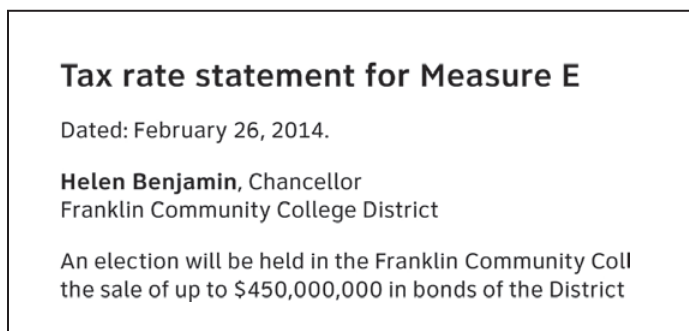 Tax rate statement for Measure E
Dated: February 26, 2014.
Helen Benjamin, Chancellor
Franklin Community College District
An election will be held in the Franklin Community Coll
the sale of up to $450,000,000 in bonds of the District